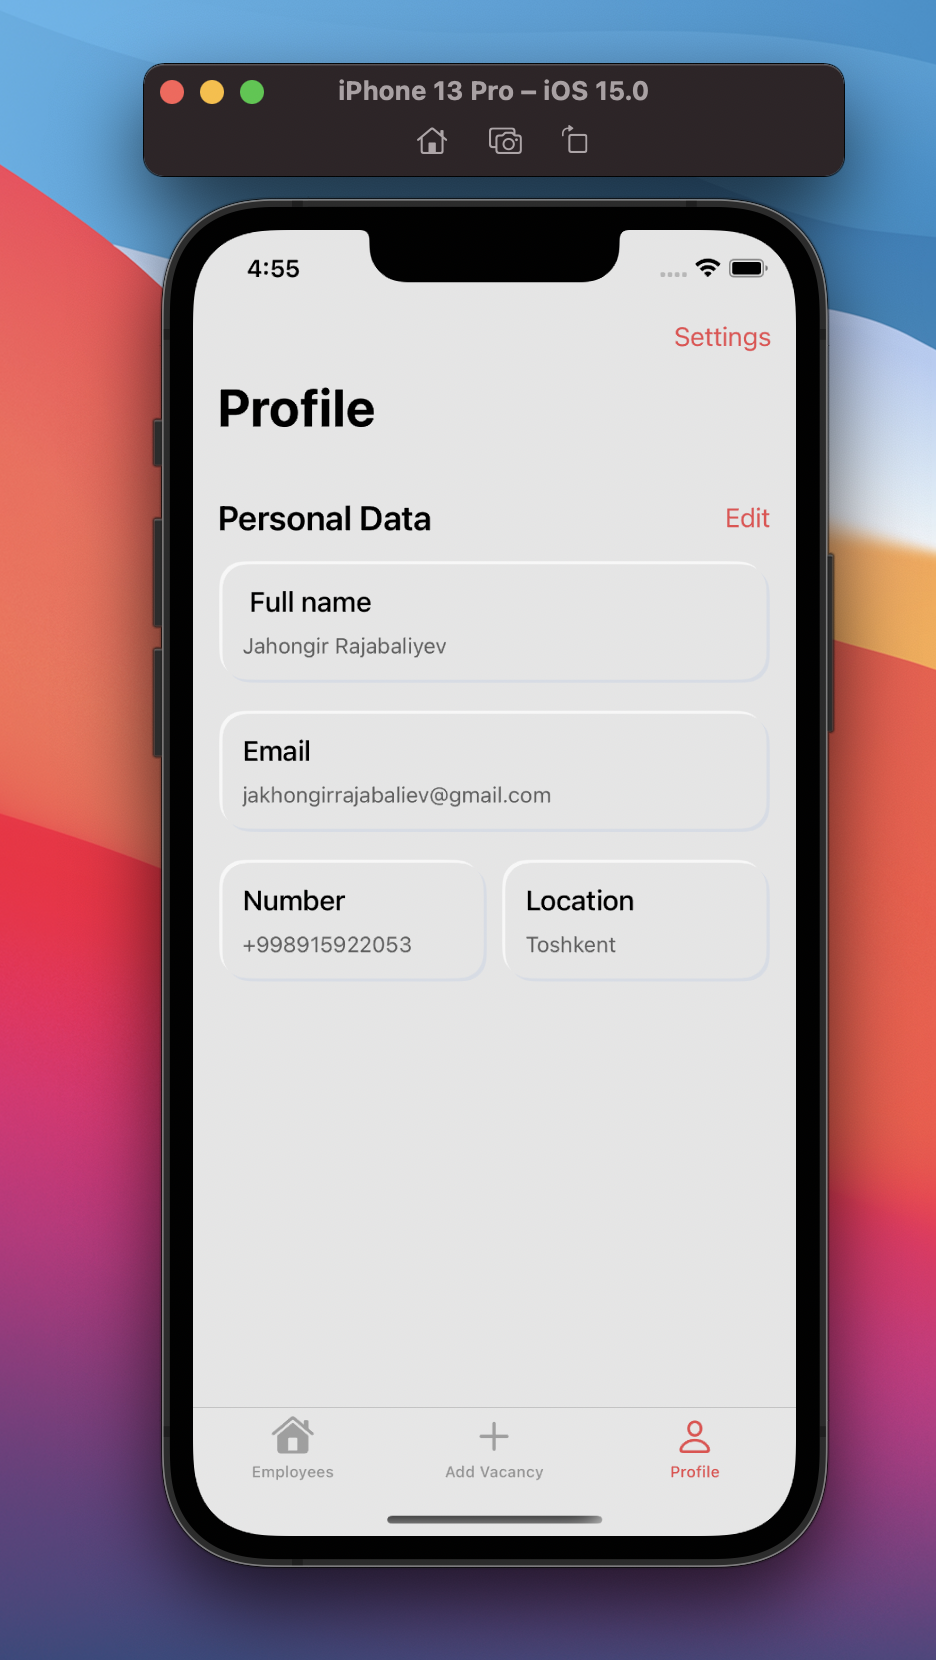 iPhone 13 Pro – iOS 15.0
4:55
Settings
Profile
Personal Data
Edit
Full name
Jahongir Rajabaliyev
Email
jakhongirrajabaliev@gmail.com
Number
Location
+998915922053
Toshkent
Employees
Add Vacancy
Profile